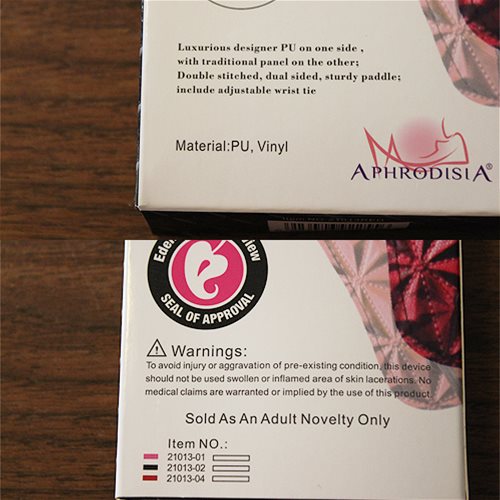 Luxurious designer PU on one side ,
with traditional panel on the other;
Double stitched, dual sided, sturdy paddle;
include adjustable wrist tie
Material:PU, Vinyl
APHRODISIA®
SEAL OF APPROVAL
Warnings:
To avoid injury or aggravation of pre-existing condition, this device
should not be used swollen or inflamed area of skin lacerations. No
medical claims are warranted or implied by the use of this product.
Sold As An Adult Novelty Only
Item NO.:
21013-01
21013-02
21013-04